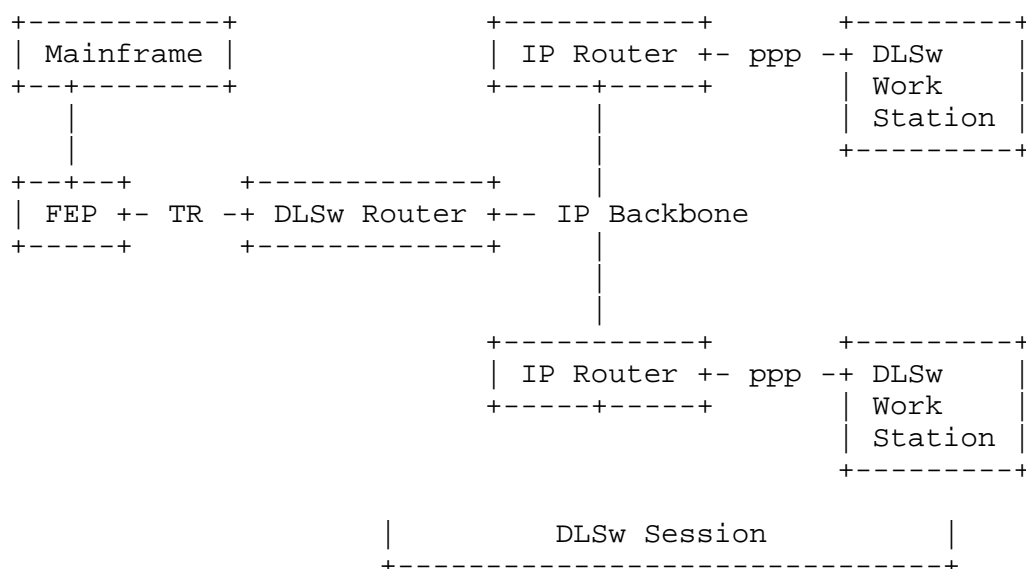 Mainframe IP Router ppp DLSw
Work
Station
FEP TR DLSw Router IP Backbone
IP Router ppp DLSw
Work
Station
DLSw Session